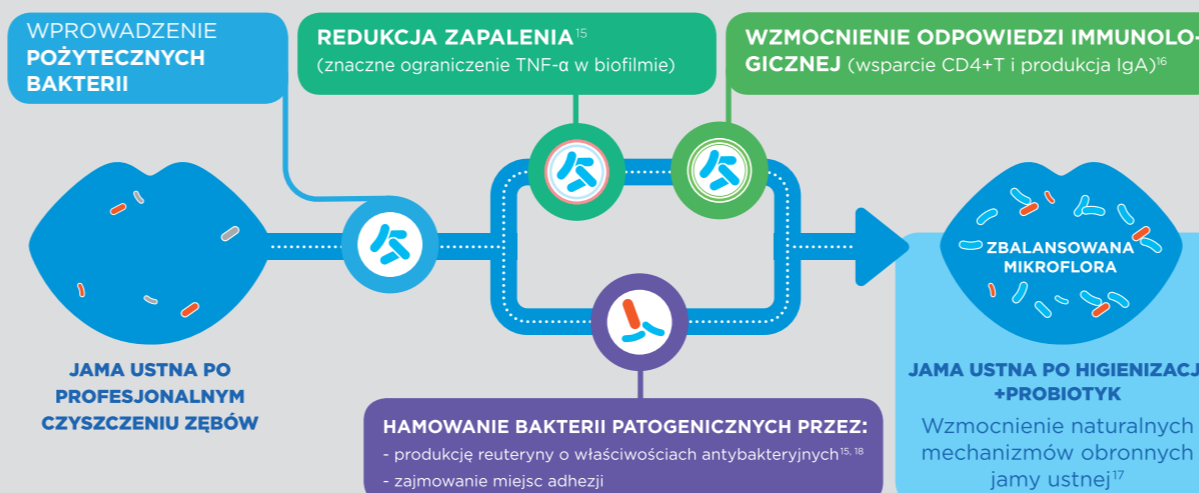 WPROWADZENIE
POŻYTECZNYCH
BAKTERII
REDUKCJA ZAPALENIA¹⁵
(znaczne ograniczenie TNF-α w biofilmie)
WZMOCNIENIE ODPOWIEDZI IMMUNOLO-
GICZNEJ (wsparcie CD4+T i produkcja IgA)¹⁶
JAMA USTNA PO
PROFESJONALNYM
CZYSZCZENIU ZĘBÓW
HAMOWANIE BAKTERII PATOGENICZNYCH PRZEZ:
- produkcję reuteryny o właściwościach antybakteryjnych¹⁵, ¹⁸
- zajmowanie miejsc adhezji
ZBALANSOWANA
MIKROFLORA
JAMA USTNA PO HIGIENIZACJ
+PROBIOTYK
Wzmocnienie naturalnych
mechanizmów obronnych
jamy ustnej¹⁷